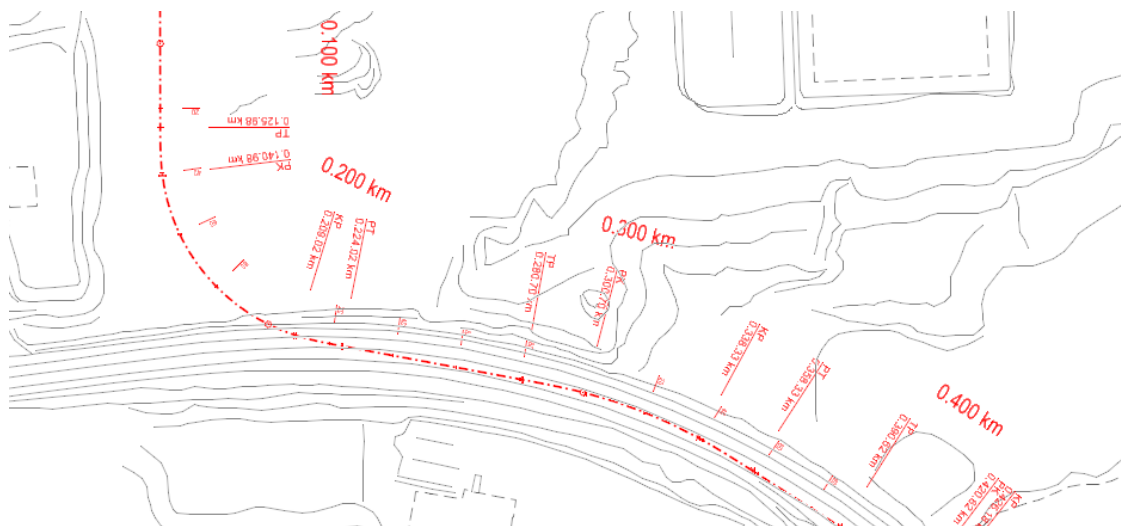 0.100 km
0.125.98 km
TP
0.140.98 km
PK
0.200 km
KP
0.209.02 km
PT
0.224.02 km
0.300 km
TP
0.280.70 km
PK
0.300.70 km
KP
0.338.33 km
PT
0.358.33 km
0.400 km
TP
0.390.62 km
PK
0.420.62 km
KP